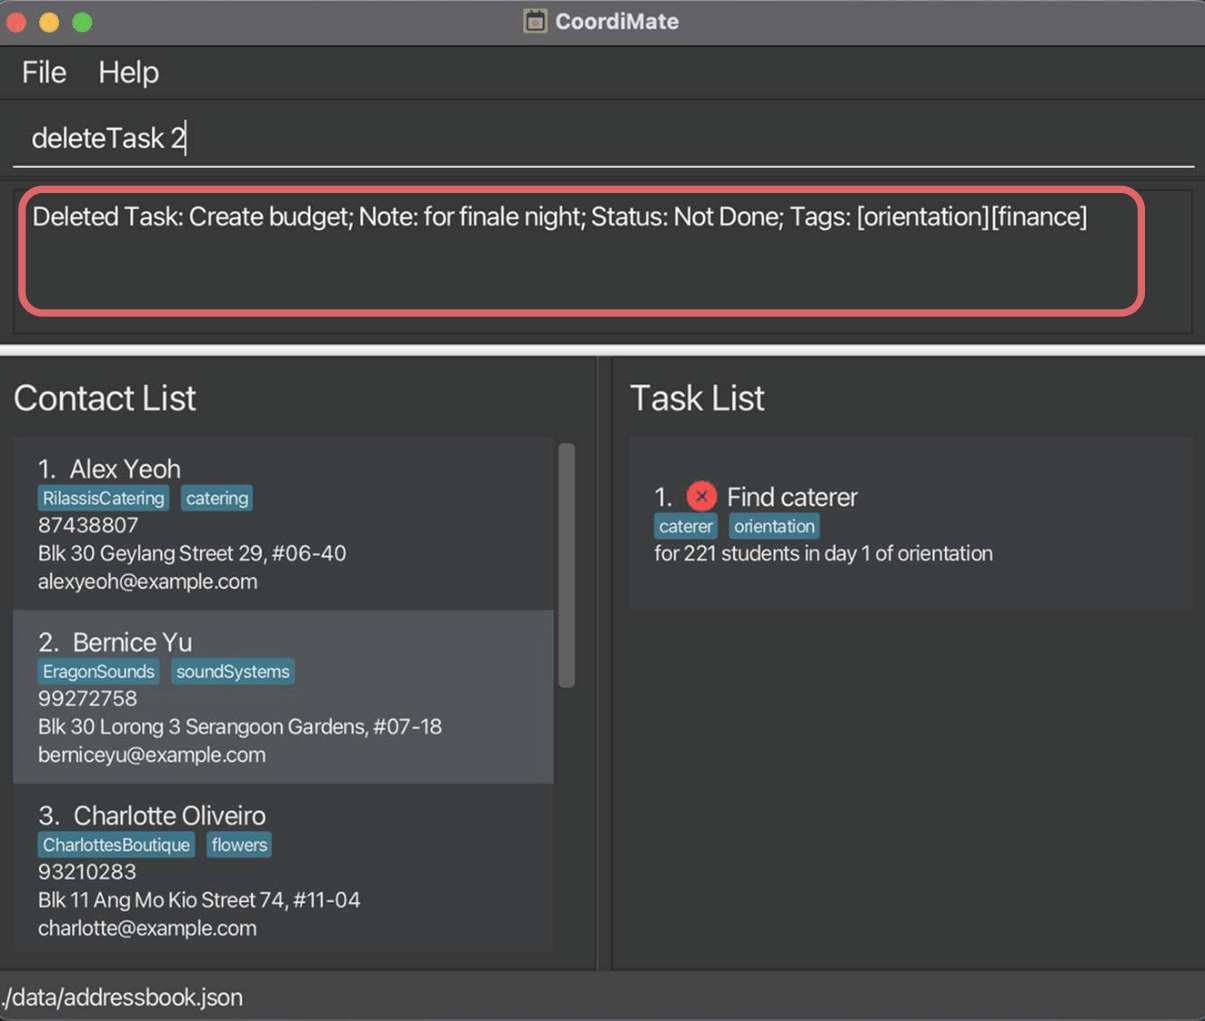 CoordiMate
File Help
deleteTask 2
Deleted Task: Create budget; Note: for finale night; Status: Not Done; Tags: [orientation][finance]
Contact List
1. Alex Yeoh
RilassisCatering catering
87438807
Blk 30 Geylang Street 29, #06-40
alexyeoh@example.com
2. Bernice Yu
EragonSounds soundSystems
99272758
Blk 30 Lorong 3 Serangoon Gardens, #07-18
berniceyu@example.com
3. Charlotte Oliveiro
CharlottesBoutique flowers
93210283
Blk 11 Ang Mo Kio Street 74, #11-04
charlotte@example.com
Task List
1. Find caterer
caterer orientation
for 221 students in day 1 of orientation
./data/addressbook.json